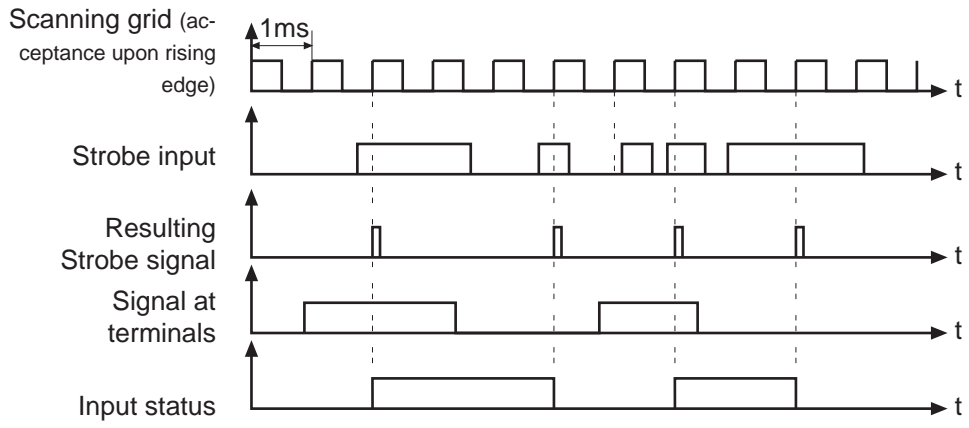 Scanning grid (ac-
ceptance upon rising
edge)
1ms
t
Strobe input
t
Resulting
Strobe signal
t
Signal at
terminals
t
Input status
t